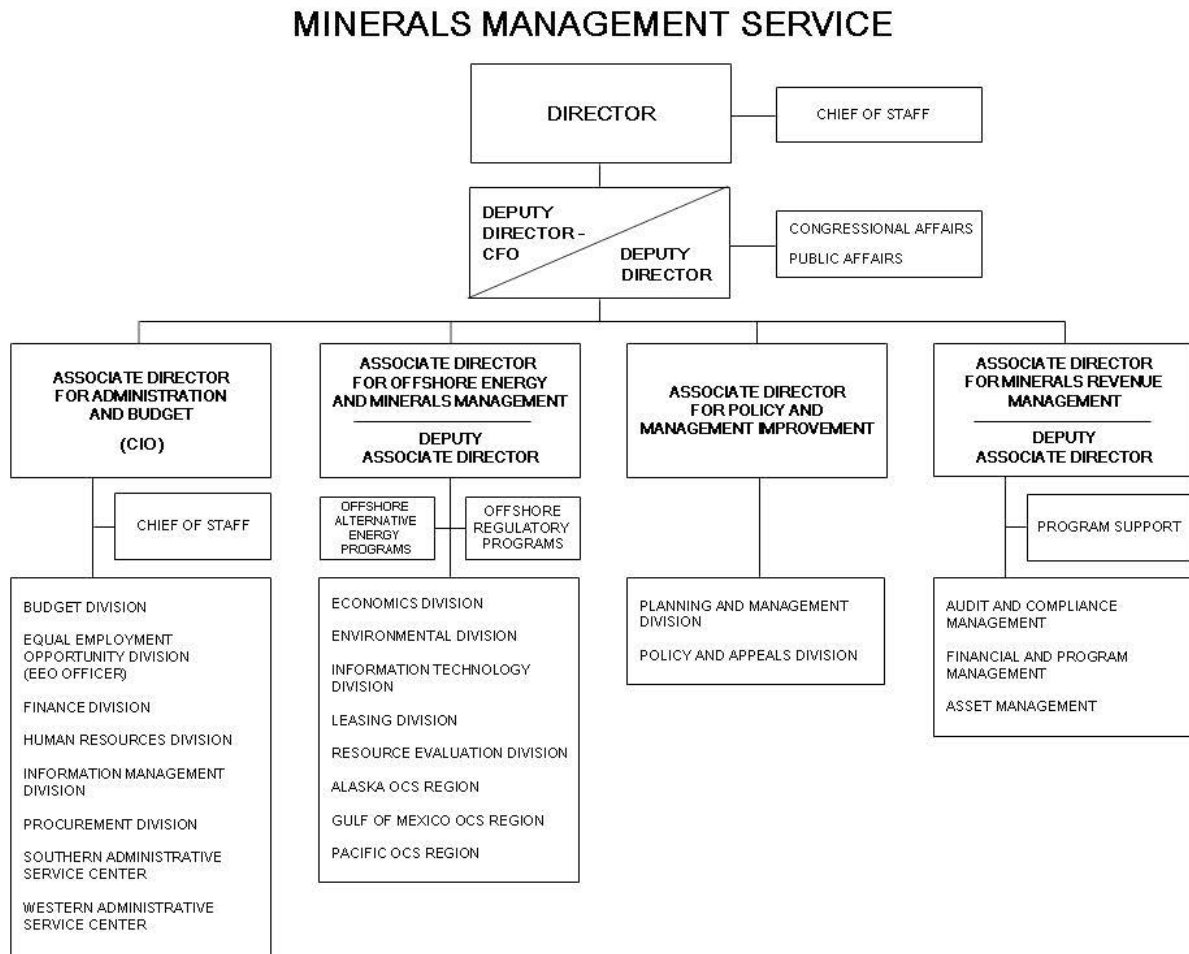 MINERALS MANAGEMENT SERVICE
DIRECTOR
CHIEF OF STAFF
DEPUTY
DIRECTOR –
CFO
DEPUTY
DIRECTOR
CONGRESSIONAL AFFAIRS
PUBLIC AFFAIRS
ASSOCIATE DIRECTOR
FOR ADMINISTRATION
AND BUDGET
(CIO)
CHIEF OF STAFF
BUDGET DIVISION
EQUAL EMPLOYMENT
OPPORTUNITY DIVISION
(EEO OFFICER)
FINANCE DIVISION
HUMAN RESOURCES DIVISION
INFORMATION MANAGEMENT
DIVISION
PROCUREMENT DIVISION
SOUTHERN ADMINISTRATIVE
SERVICE CENTER
WESTERN ADMINISTRATIVE
SERVICE CENTER
ASSOCIATE DIRECTOR
FOR OFFSHORE ENERGY
AND MINERALS MANAGEMENT
DEPUTY
ASSOCIATE DIRECTOR
OFFSHORE
ALTERNATIVE
ENERGY
PROGRAMS
OFFSHORE
REGULATORY
PROGRAMS
ECONOMICS DIVISION
ENVIRONMENTAL DIVISION
INFORMATION TECHNOLOGY
DIVISION
LEASING DIVISION
RESOURCE EVALUATION DIVISION
ALASKA OCS REGION
GULF OF MEXICO OCS REGION
PACIFIC OCS REGION
ASSOCIATE DIRECTOR
FOR POLICY AND
MANAGEMENT IMPROVEMENT
PLANNING AND MANAGEMENT
DIVISION
POLICY AND APPEALS DIVISION
ASSOCIATE DIRECTOR
FOR MINERALS REVENUE
MANAGEMENT
DEPUTY
ASSOCIATE DIRECTOR
PROGRAM SUPPORT
AUDIT AND COMPLIANCE
MANAGEMENT
FINANCIAL AND PROGRAM
MANAGEMENT
ASSET MANAGEMENT